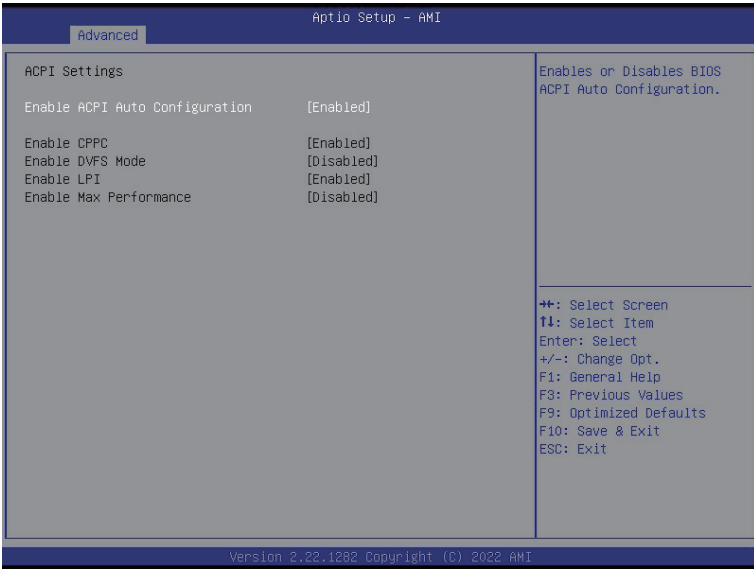 Aptio Setup – AMI
Advanced
ACPI Settings
Enable ACPI Auto Configuration [Enabled]
Enable CPPC [Enabled]
Enable DVFS Mode [Disabled]
Enable LPI [Enabled]
Enable Max Performance [Disabled]
Enables or Disables BIOS
ACPI Auto Configuration.
→←: Select Screen
↑↓: Select Item
Enter: Select
+/-: Change Opt.
F1: General Help
F3: Previous Values
F9: Optimized Defaults
F10: Save & Exit
ESC: Exit
Version 2.22.1282 Copyright (C) 2022 AMI